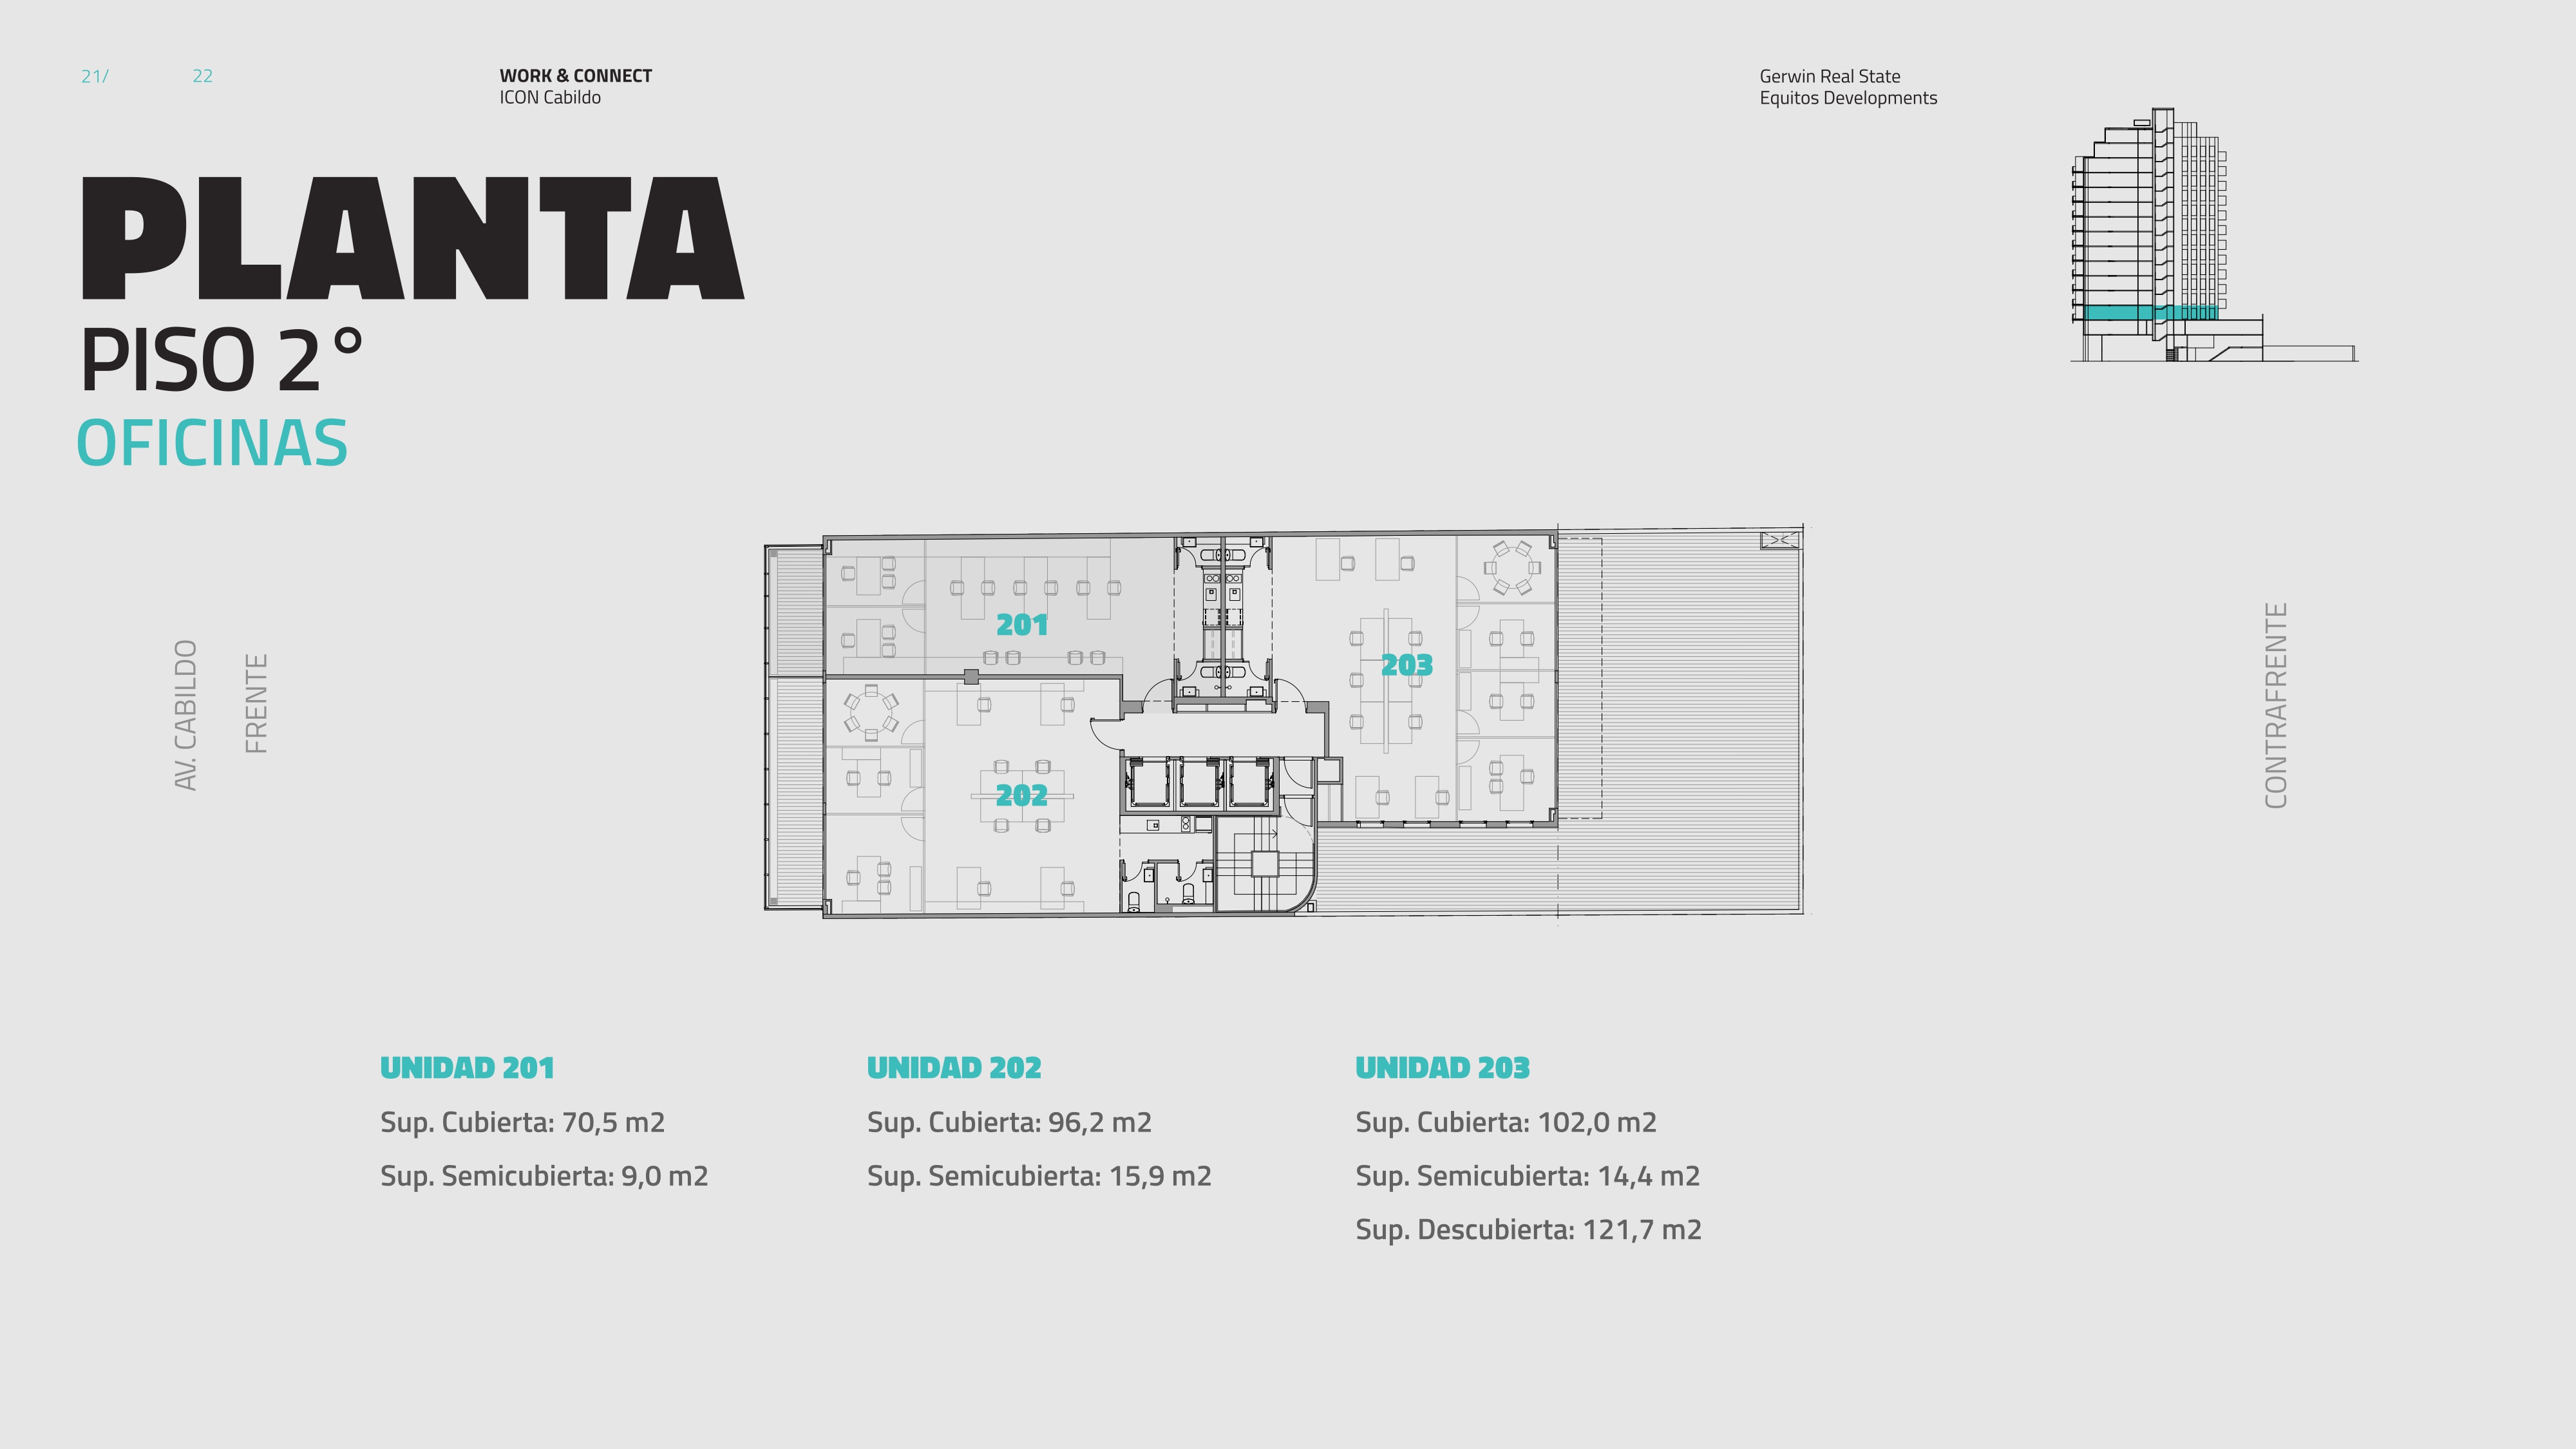 21/ 22
WORK & CONNECT
ICON Cabildo
Gerwin Real State
Equitos Developments
PLANTA
PISO 2°
OFICINAS
AV. CABILDO
FRENTE
201
202
203
CONTRAFRENTE
UNIDAD 201
Sup. Cubierta: 70,5 m2
Sup. Semicubierta: 9,0 m2
UNIDAD 202
Sup. Cubierta: 96,2 m2
Sup. Semicubierta: 15,9 m2
UNIDAD 203
Sup. Cubierta: 102,0 m2
Sup. Semicubierta: 14,4 m2
Sup. Descubierta: 121,7 m2